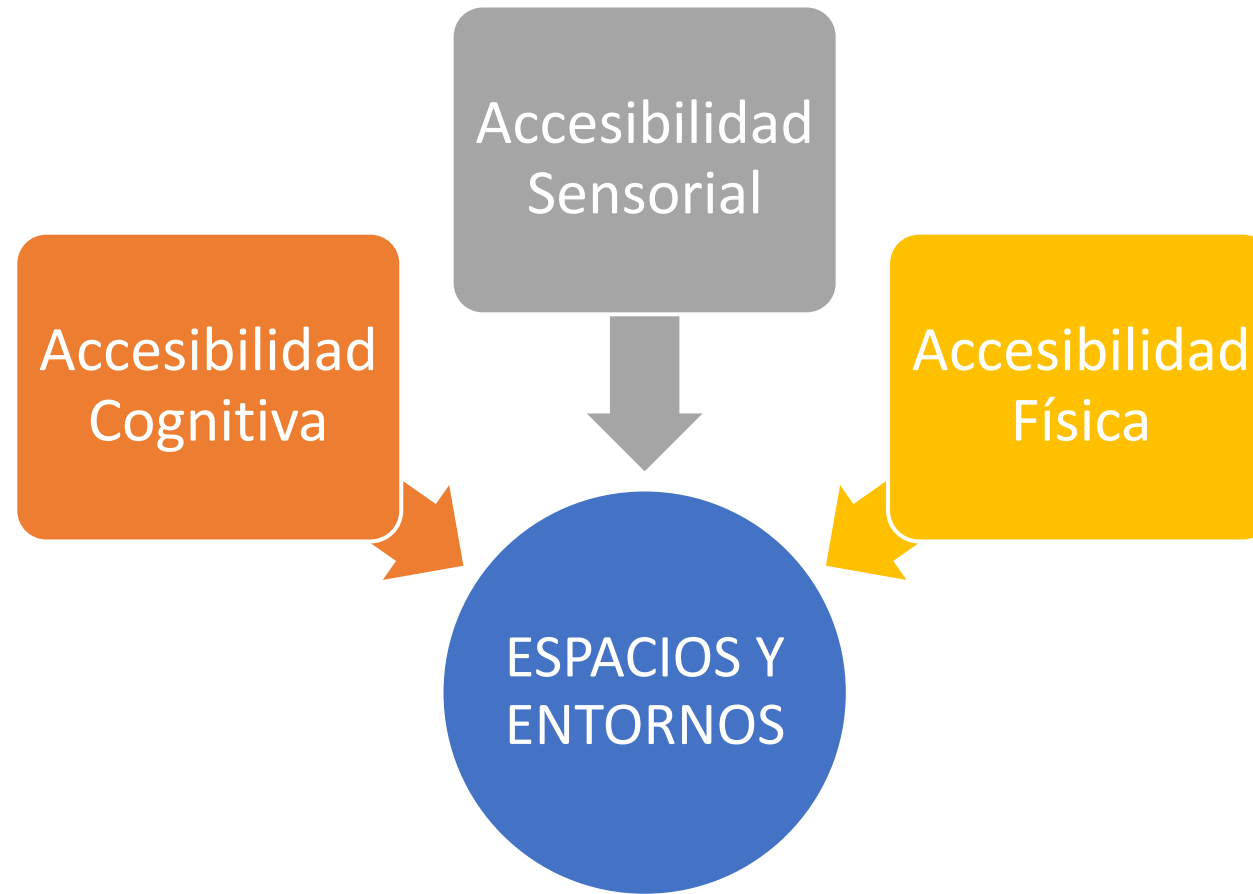 Accesibilidad
Sensorial
Accesibilidad
Cognitiva
Accesibilidad
Física
ESPACIOS Y
ENTORNOS